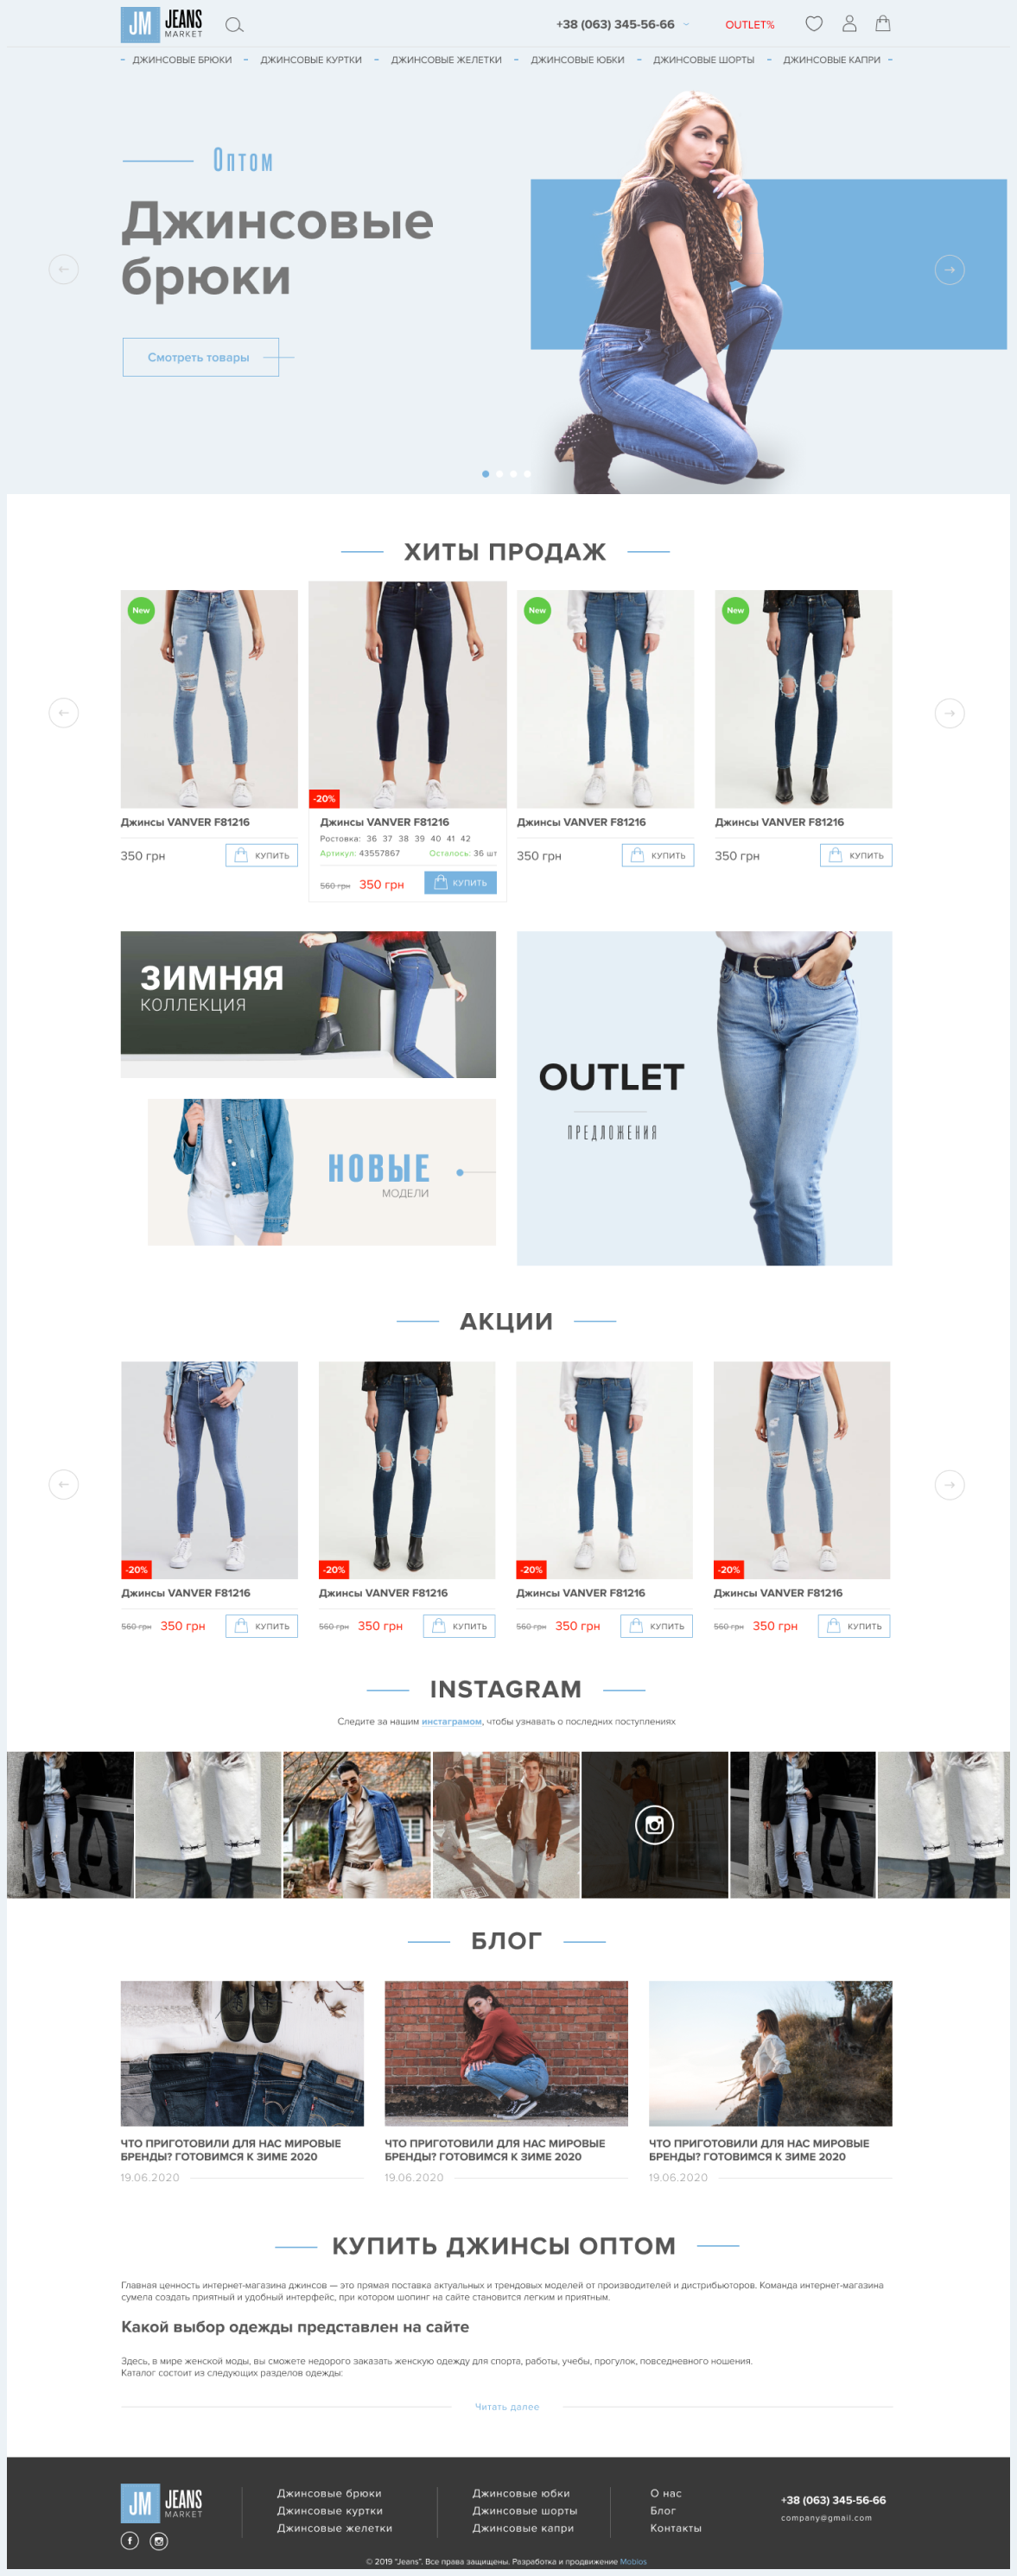 JM JEANS
MARKET
+38 (063) 345-56-66
OUTLET%
- ДЖИНСОВЫЕ БРЮКИ - ДЖИНСОВЫЕ КУРТКИ - ДЖИНСОВЫЕ ЖЕЛЕТКИ - ДЖИНСОВЫЕ ЮБКИ - ДЖИНСОВЫЕ ШОРТЫ - ДЖИНСОВЫЕ КАПРИ -
Оптом
Джинсовые
брюки
Смотреть товары
ХИТЫ ПРОДАЖ
New
New
New
-20%
Джинсы VANVER F81216
350 грн
КУПИТЬ
Джинсы VANVER F81216
Ростовка: 36 37 38 39 40 41 42
Артикул: 43557867 Осталось: 36 шт
560 грн 350 грн
КУПИТЬ
Джинсы VANVER F81216
350 грн
КУПИТЬ
Джинсы VANVER F81216
350 грн
КУПИТЬ
ЗИМНЯЯ
КОЛЛЕКЦИЯ
НОВЫЕ
МОДЕЛИ
OUTLET
ПРЕДЛОЖЕНИЯ
АКЦИИ
-20%
Джинсы VANVER F81216
560 грн 350 грн
КУПИТЬ
-20%
Джинсы VANVER F81216
560 грн 350 грн
КУПИТЬ
-20%
Джинсы VANVER F81216
560 грн 350 грн
КУПИТЬ
-20%
Джинсы VANVER F81216
560 грн 350 грн
КУПИТЬ
INSTAGRAM
Следите за нашим инстаграмом, чтобы узнавать о последних поступлениях
БЛОГ
ЧТО ПРИГОТОВИЛИ ДЛЯ НАС МИРОВЫЕ
БРЕНДЫ? ГОТОВИМСЯ К ЗИМЕ 2020
19.06.2020
ЧТО ПРИГОТОВИЛИ ДЛЯ НАС МИРОВЫЕ
БРЕНДЫ? ГОТОВИМСЯ К ЗИМЕ 2020
19.06.2020
ЧТО ПРИГОТОВИЛИ ДЛЯ НАС МИРОВЫЕ
БРЕНДЫ? ГОТОВИМСЯ К ЗИМЕ 2020
19.06.2020
КУПИТЬ ДЖИНСЫ ОПТОМ
Главная ценность интернет-магазина джинсов — это прямая поставка актуальных и трендовых моделей от производителей и дистрибьюторов. Команда интернет-магазина
сумела создать приятный и удобный интерфейс, при котором шопинг на сайте становится легким и приятным.
Какой выбор одежды представлен на сайте
Здесь, в мире женской моды, вы сможете недорого заказать женскую одежду для спорта, работы, учебы, прогулок, повседневного ношения.
Каталог состоит из следующих разделов одежды:
Читать далее
JM JEANS
MARKET
Джинсовые брюки
Джинсовые куртки
Джинсовые желетки
Джинсовые юбки
Джинсовые шорты
Джинсовые капри
О нас
Блог
Контакты
+38 (063) 345-56-66
company@gmail.com
© 2019 "Jeans". Все права защищены. Разработка и продвижение Mobios